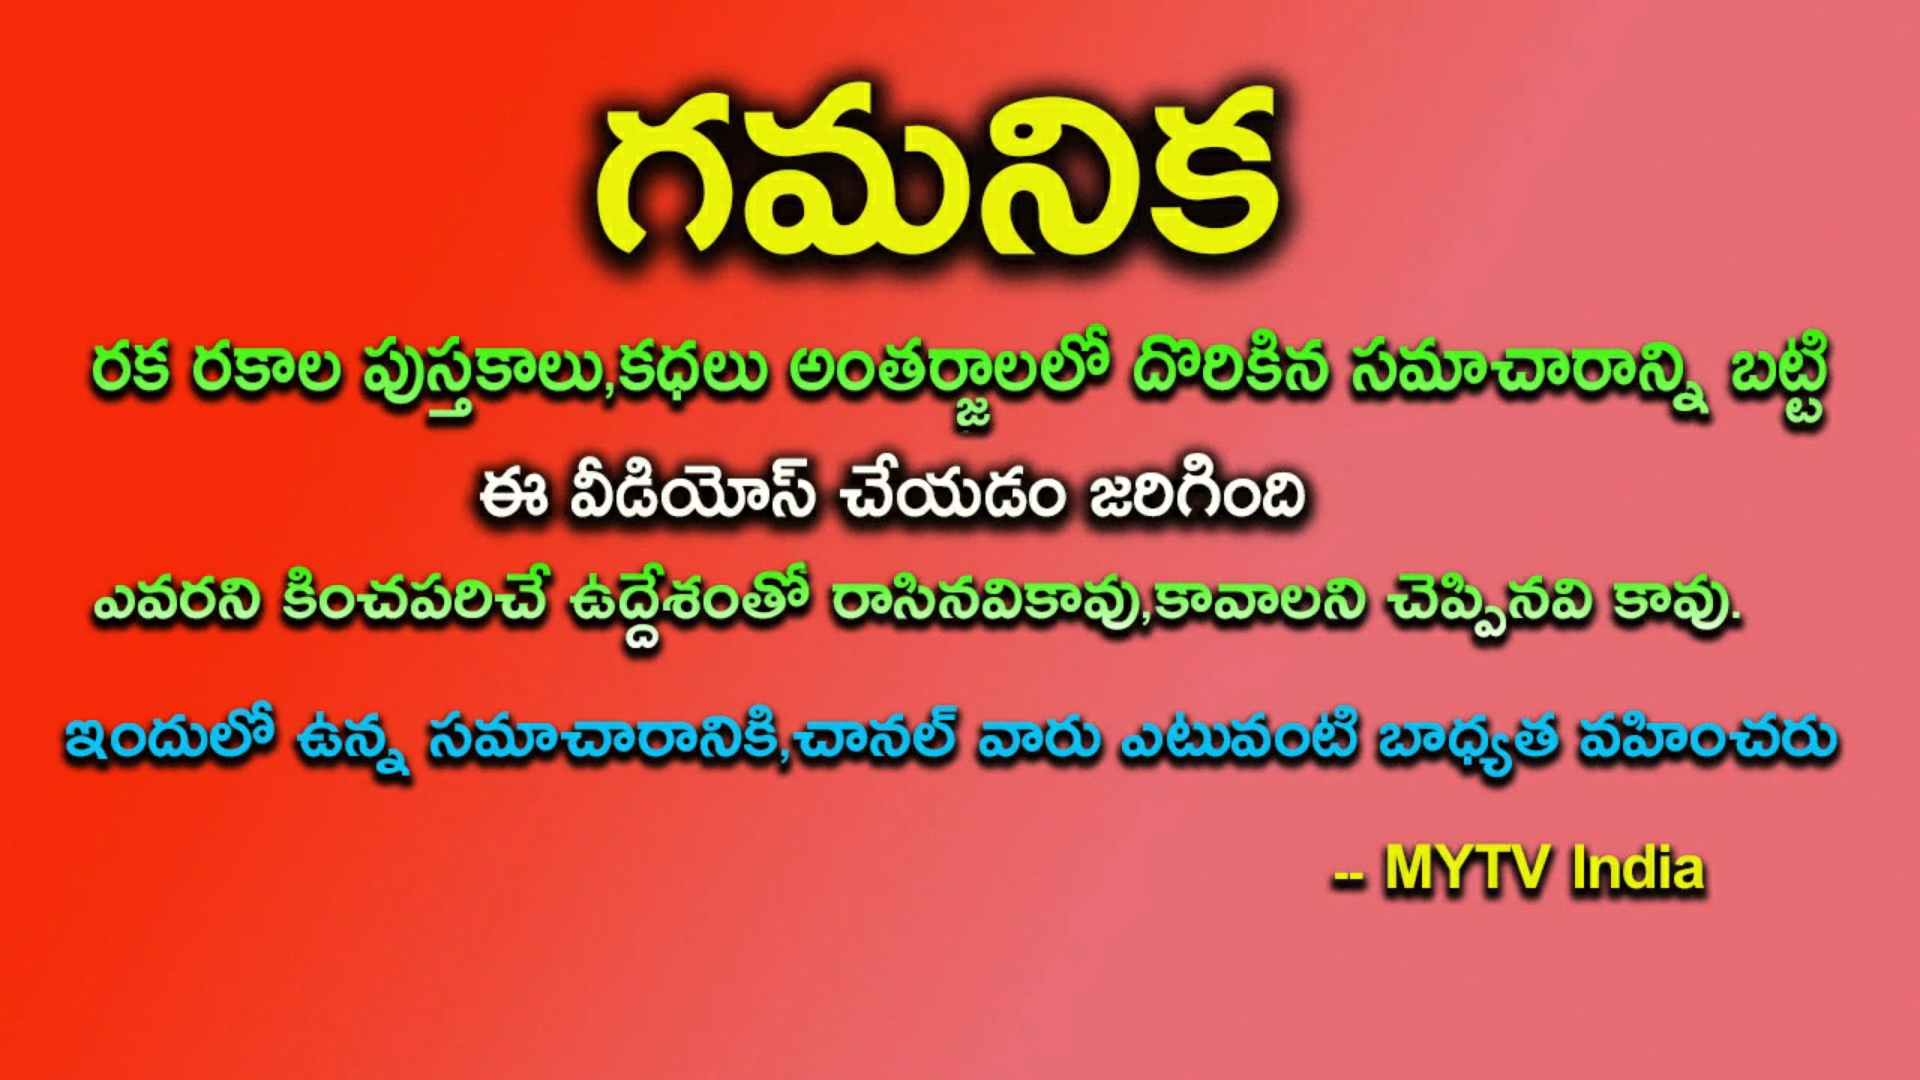 గమనిక
రక రకాల పుస్తకాలు,కధలు అంతర్జాలలో దొరికిన సమాచారాన్ని బట్టి
ఈ వీడియోస్ చేయడం జరిగింది
ఎవరని కించపరిచే ఉద్దేశంతో రాసినవికావు,కావాలని చెప్పినవి కావు.
ఇందులో ఉన్న సమాచారానికి,చానల్ వారు ఎటువంటి బాధ్యత వహించరు
-- MYTV India